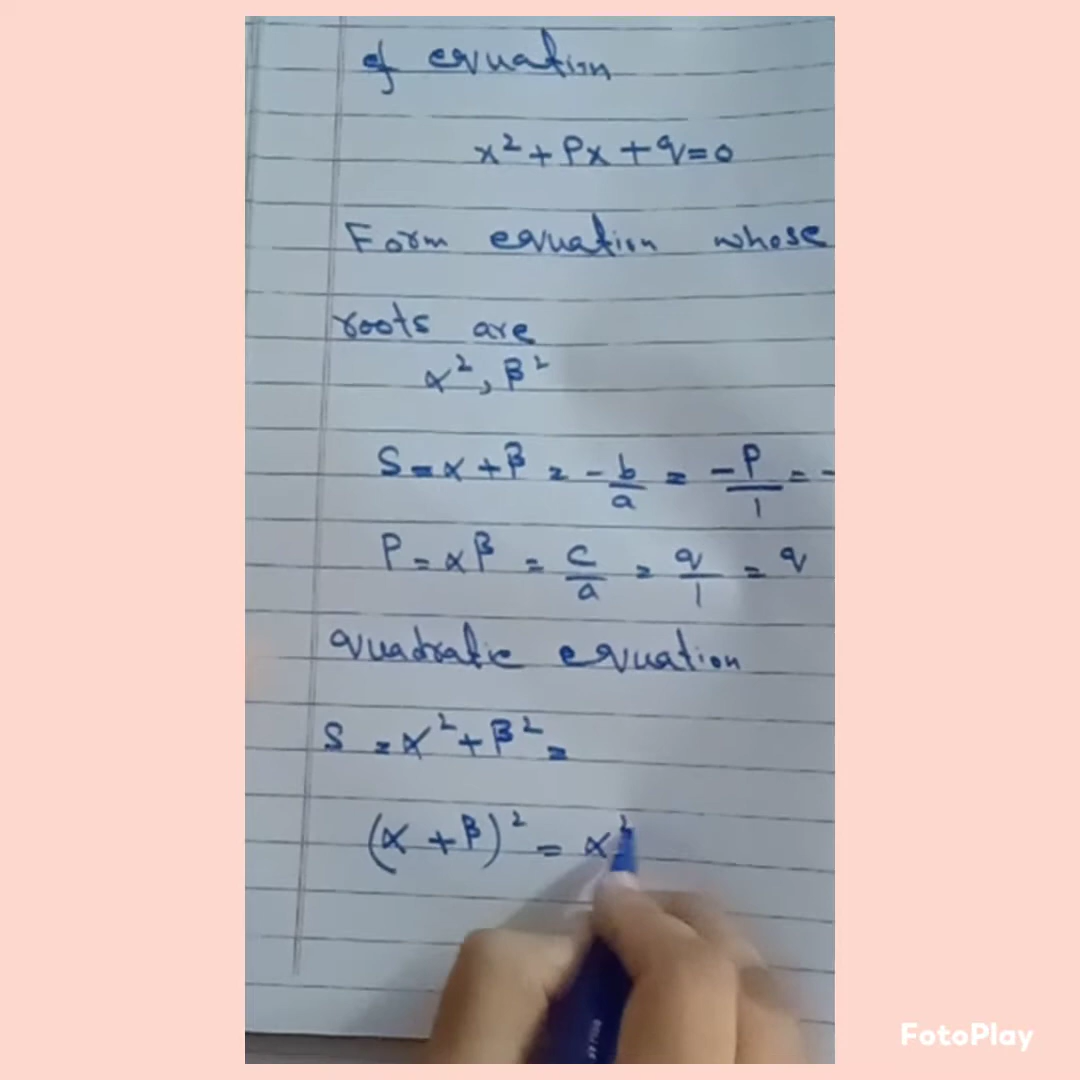 of equation
x² + Px + q = 0
Form equation whose
roots are
α², β²
S = α + β = - b/a = -P/1 = -
P = αβ = c/a = q/1 = q
quadratic equation
S = α² + β² =
(α + β)² = α²
FotoPlay